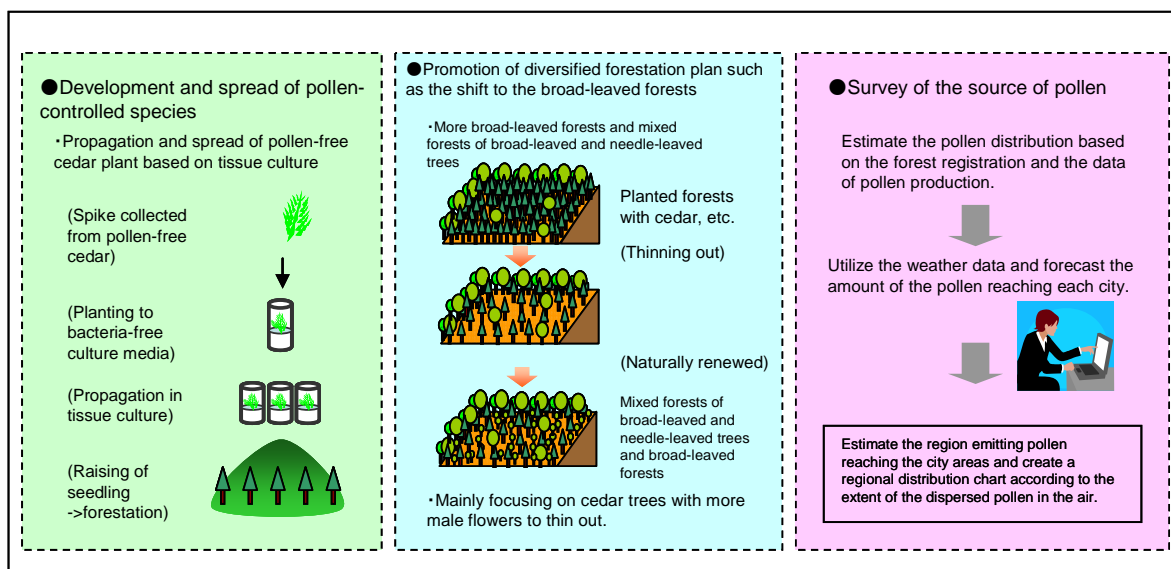 ●Development and spread of pollen-
controlled species
・Propagation and spread of pollen-free
cedar plant based on tissue culture
(Spike collected
from pollen-free
cedar)
(Planting to
bacteria-free
culture media)
(Propagation in
tissue culture)
(Raising of
seedling
->forestation)
●Promotion of diversified forestation plan such
as the shift to the broad-leaved forests
・More broad-leaved forests and mixed
forests of broad-leaved and needle-leaved
trees
Planted forests
with cedar, etc.
(Thinning out)
(Naturally renewed)
Mixed forests of
broad-leaved and
needle-leaved trees
and broad-leaved
forests
・Mainly focusing on cedar trees with more
male flowers to thin out.
●Survey of the source of pollen
Estimate the pollen distribution based
on the forest registration and the data
of pollen production.
Utilize the weather data and forecast the
amount of the pollen reaching each city.
Estimate the region emitting pollen
reaching the city areas and create a
regional distribution chart according to the
extent of the dispersed pollen in the air.